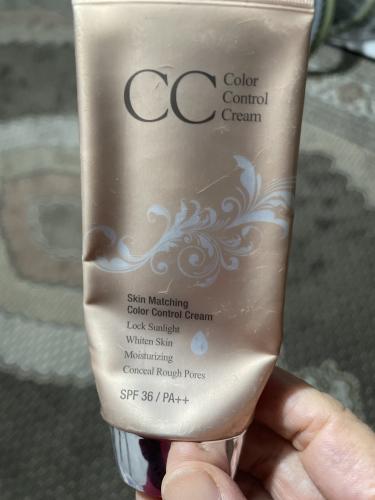 CC Color
Control
Cream
Skin Matching
Color Control Cream
Lock Sunlight
Whiten Skin
Moisturizing
Conceal Rough Pores
SPF 36 / PA++